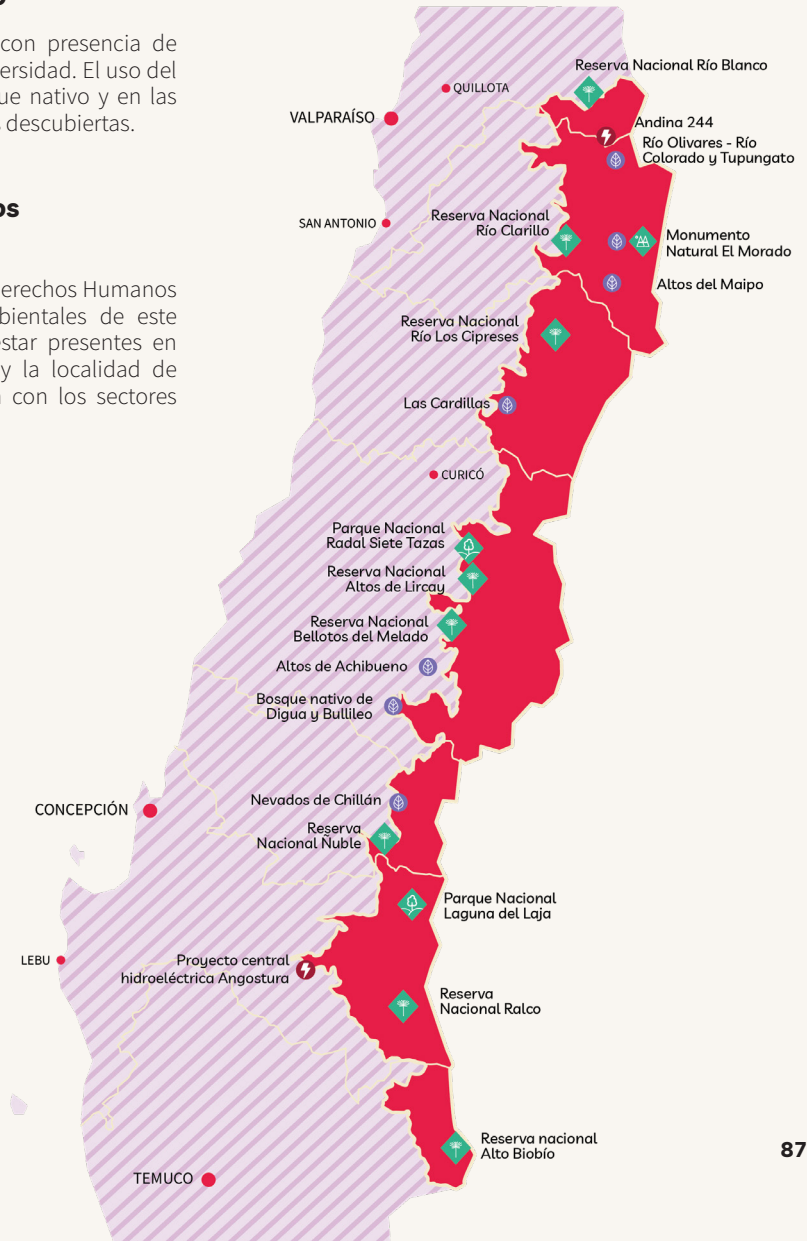 con presencia de
ersidad. El uso del
ue nativo y en las
s descubiertas.
os
erechos Humanos
bientales de este
estar presentes en
y la localidad de
con los sectores
Reserva Nacional Río Blanco
QUILLOTA
VALPARAÍSO
Andina 244
Río Olivares - Río
Colorado y Tupungato
SAN ANTONIO
Reserva Nacional
Río Clarillo
Monumento
Natural El Morado
Altos del Maipo
Reserva Nacional
Río Los Cipreses
Las Cardillas
CURICÓ
Parque Nacional
Radal Siete Tazas
Reserva Nacional
Altos de Lircay
Reserva Nacional
Bellotos del Melado
Altos de Achibueno
Bosque nativo de
Digua y Bullileo
Nevados de Chillán
CONCEPCIÓN
Reserva
Nacional Ñuble
Parque Nacional
Laguna del Laja
LEBU
Proyecto central
hidroeléctrica Angostura
Reserva
Nacional Ralco
Reserva nacional
Alto Biobío
87
TEMUCO